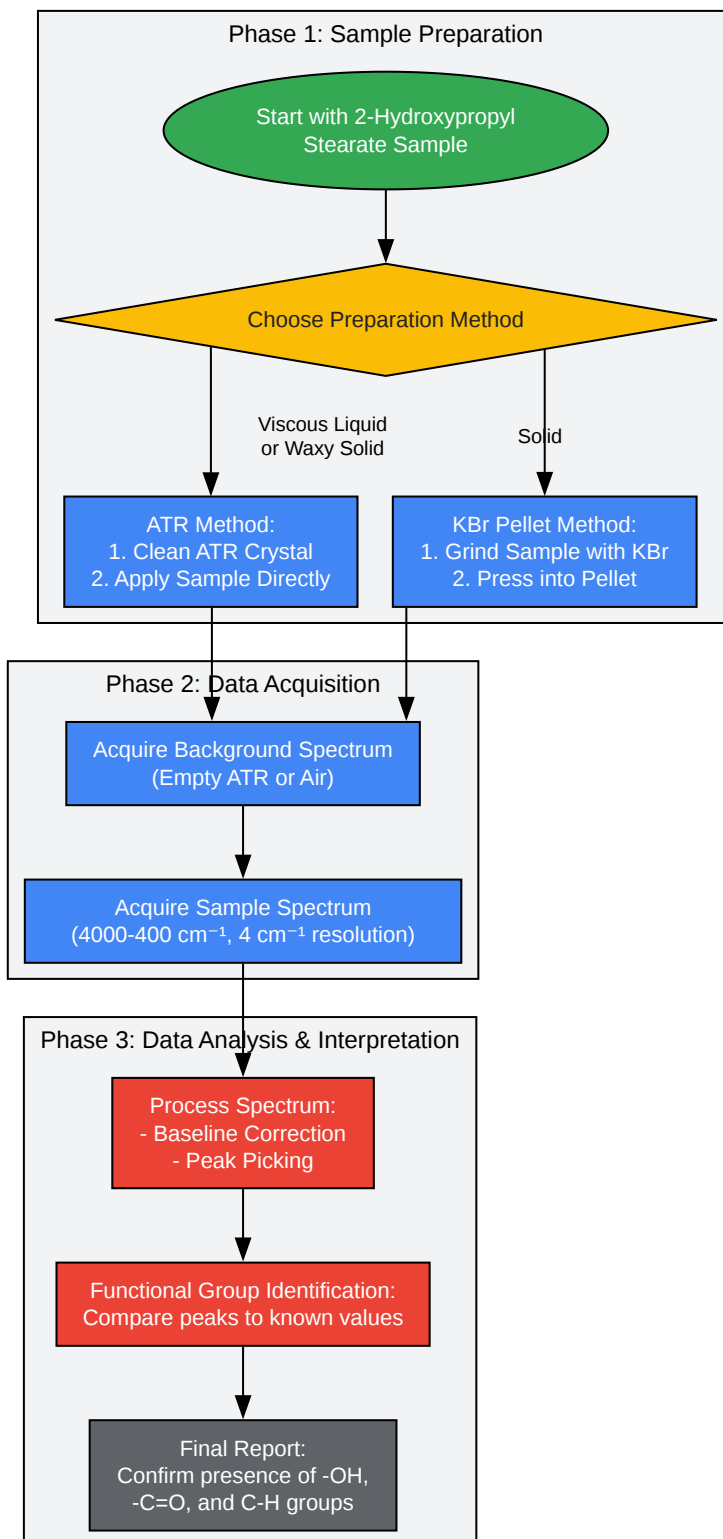 Phase 1: Sample Preparation
Start with 2-Hydroxypropyl
Stearate Sample
Choose Preparation Method
Viscous Liquid
or Waxy Solid
Solid
ATR Method:
1. Clean ATR Crystal
2. Apply Sample Directly
KBr Pellet Method:
1. Grind Sample with KBr
2. Press into Pellet
Phase 2: Data Acquisition
Acquire Background Spectrum
(Empty ATR or Air)
Acquire Sample Spectrum
(4000-400 cm⁻¹, 4 cm⁻¹ resolution)
Phase 3: Data Analysis & Interpretation
Process Spectrum:
- Baseline Correction
- Peak Picking
Functional Group Identification:
Compare peaks to known values
Final Report:
Confirm presence of -OH,
-C=O, and C-H groups